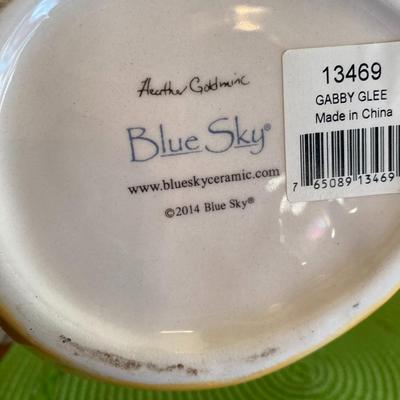 Heather Goldminc
Blue Sky®
www.blueskyceramic.com
©2014 Blue Sky®
13469
GABBY GLEE
Made in China
7 65089 13469